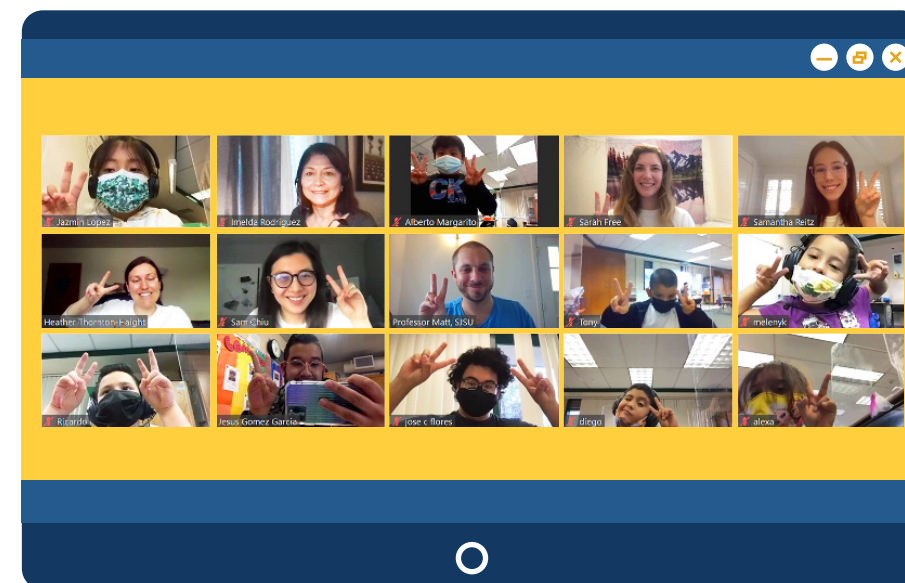 Jazmin López
Imelda Rodriguez
CK
Alberto Margarito
Sarah Free
Samantha Reitz
Heather Thornton-Haight
Sam Chiu
Professor Matt, SJSU
Tony
melenyk
Ricardo
Jesus Gomez Garcia
jose c flores
diego
alexa